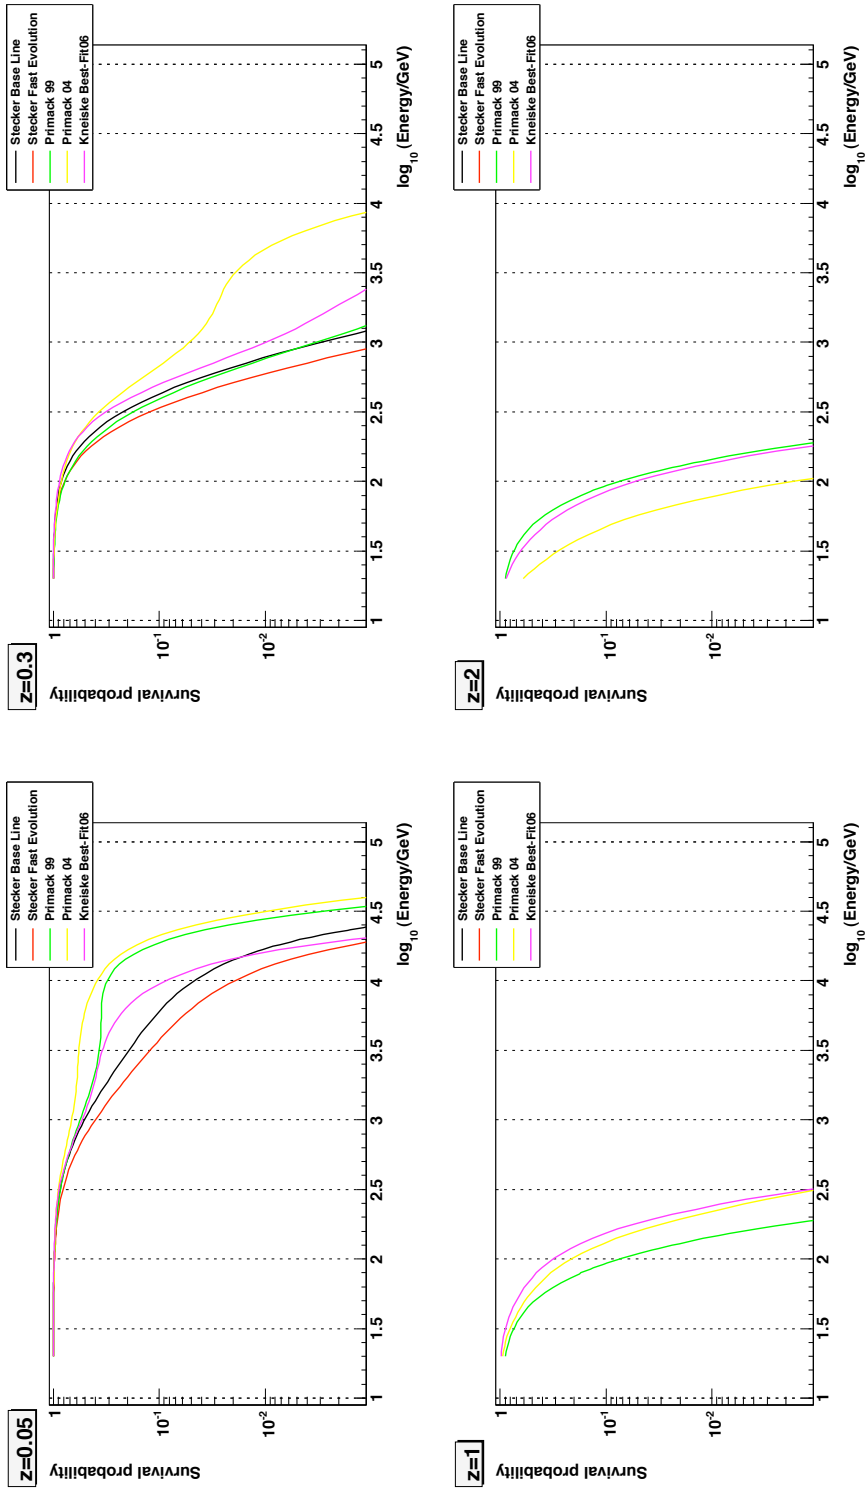 z=0.05
Survival probability
1
10-1
10-2
1
1.5
2
2.5
3
3.5
4
4.5
5
log10(Energy/GeV)
Stecker Base Line
Stecker Fast Evolution
Primack 99
Primack 04
Kneiske Best-Fit06
z=0.3
Survival probability
1
10-1
10-2
1
1.5
2
2.5
3
3.5
4
4.5
5
log10(Energy/GeV)
Stecker Base Line
Stecker Fast Evolution
Primack 99
Primack 04
Kneiske Best-Fit06
z=1
Survival probability
1
10-1
10-2
1
1.5
2
2.5
3
3.5
4
4.5
5
log10(Energy/GeV)
Stecker Base Line
Stecker Fast Evolution
Primack 99
Primack 04
Kneiske Best-Fit06
z=2
Survival probability
1
10-1
10-2
1
1.5
2
2.5
3
3.5
4
4.5
5
log10(Energy/GeV)
Stecker Base Line
Stecker Fast Evolution
Primack 99
Primack 04
Kneiske Best-Fit06